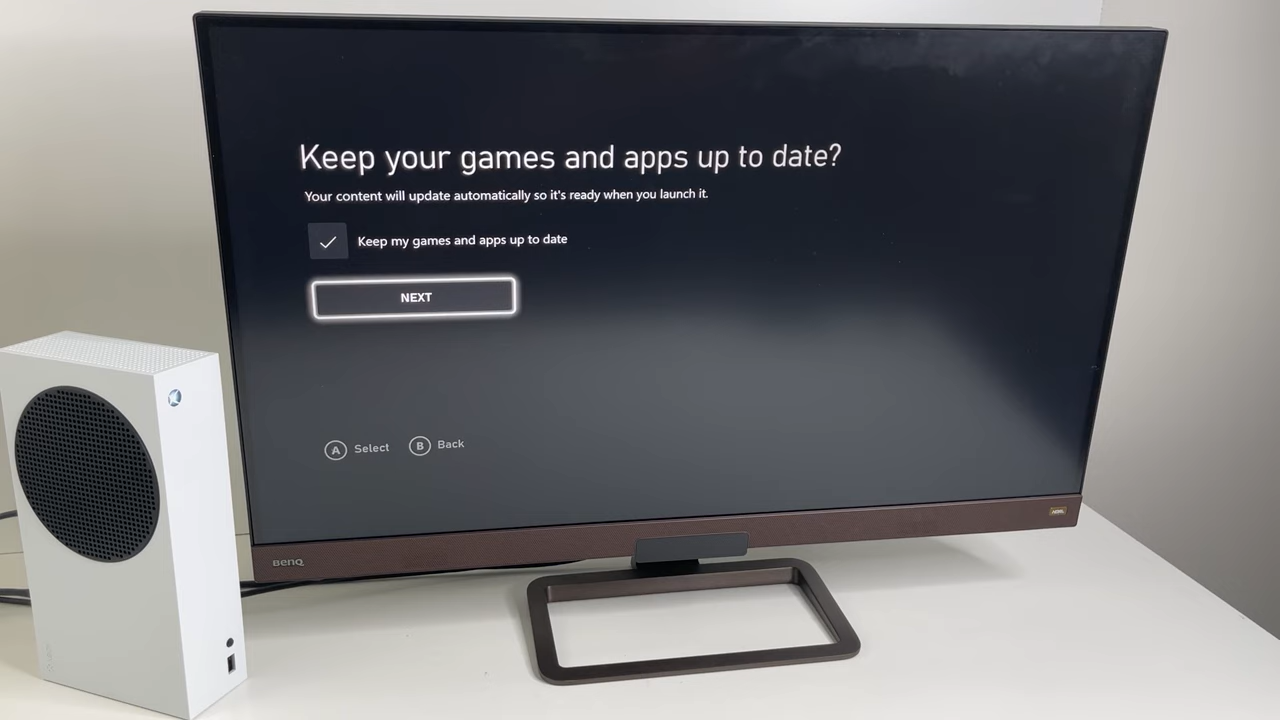 Keep your games and apps up to date?
Your content will update automatically so it's ready when you launch it.
Keep my games and apps up to date
NEXT
A Select B Back
BenQ